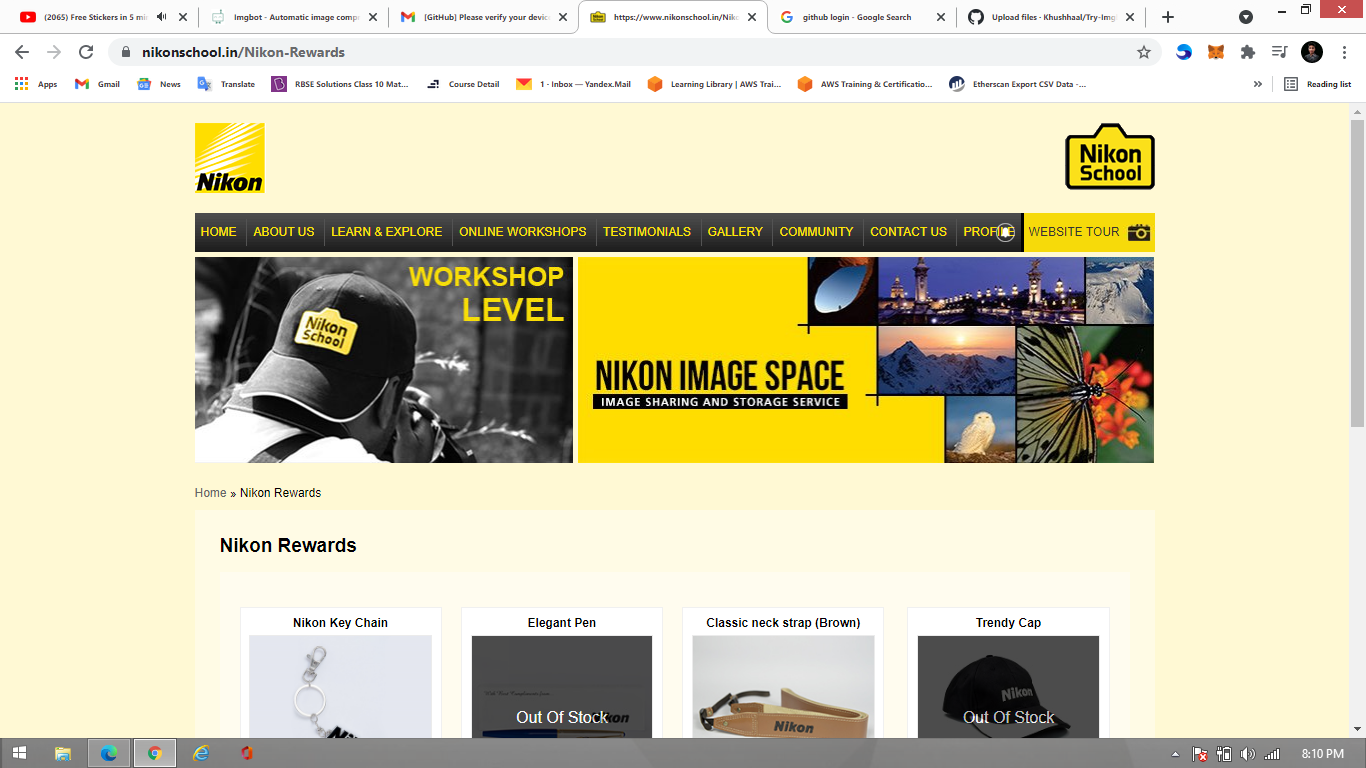 (2065) Free Stickers in 5 min
Imgbot - Automatic image comp
[GitHub] Please verify your device
https://www.nikonschool.in/Niko
github login - Google Search
Upload files · Khushhaal/Try-Img
nikonschool.in/Nikon-Rewards
Apps
Gmail
News
Translate
RBSE Solutions Class 10 Mat...
Course Detail
1 · Inbox — Yandex.Mail
Learning Library | AWS Trai...
AWS Training & Certificatio...
Etherscan Export CSV Data -...
Reading list
Nikon
Nikon
School
HOME
ABOUT US
LEARN & EXPLORE
ONLINE WORKSHOPS
TESTIMONIALS
GALLERY
COMMUNITY
CONTACT US
PROFILE
WEBSITE TOUR
WORKSHOP
LEVEL
Nikon
School
NIKON IMAGE SPACE
IMAGE SHARING AND STORAGE SERVICE
Home » Nikon Rewards
Nikon Rewards
Nikon Key Chain
Elegant Pen
Classic neck strap (Brown)
Trendy Cap
Nikon
Out Of Stock
Nikon
Nikon
Out Of Stock
8:10 PM